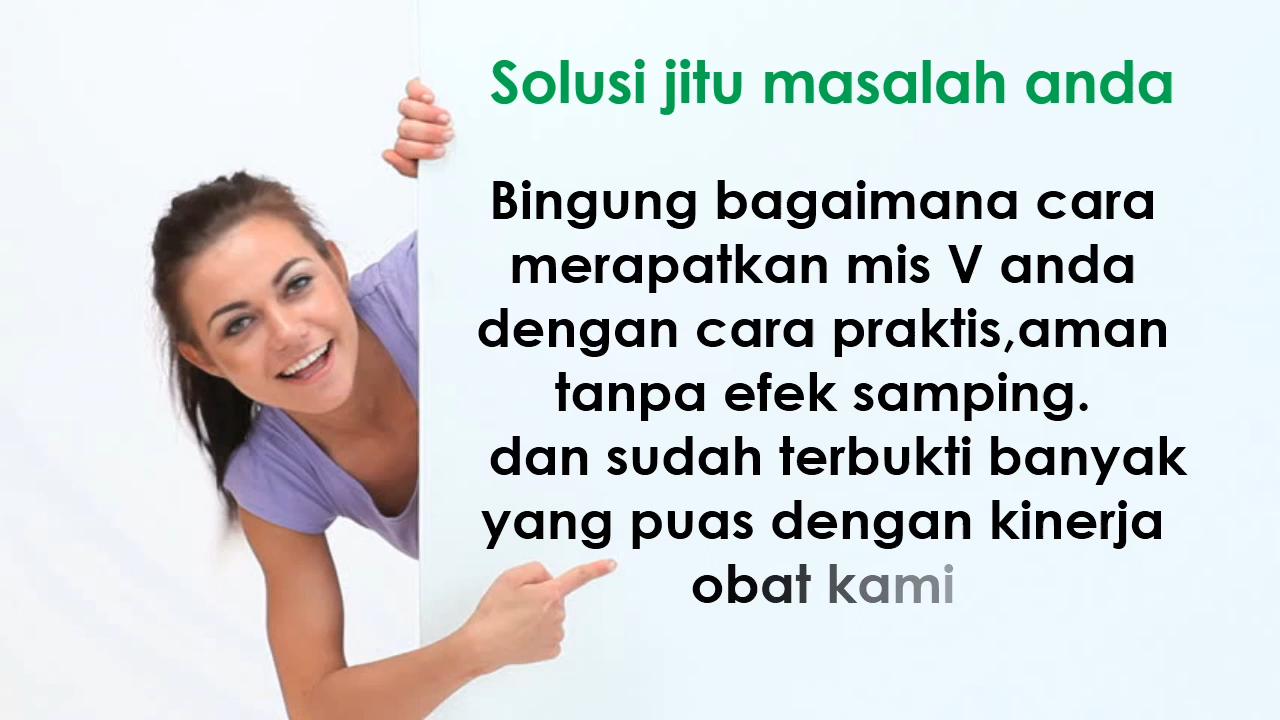 Solusi jitu masalah anda
Bingung bagaimana cara
merapatkan mis V anda
dengan cara praktis,aman
tanpa efek samping.
dan sudah terbukti banyak
yang puas dengan kinerja
obat kami